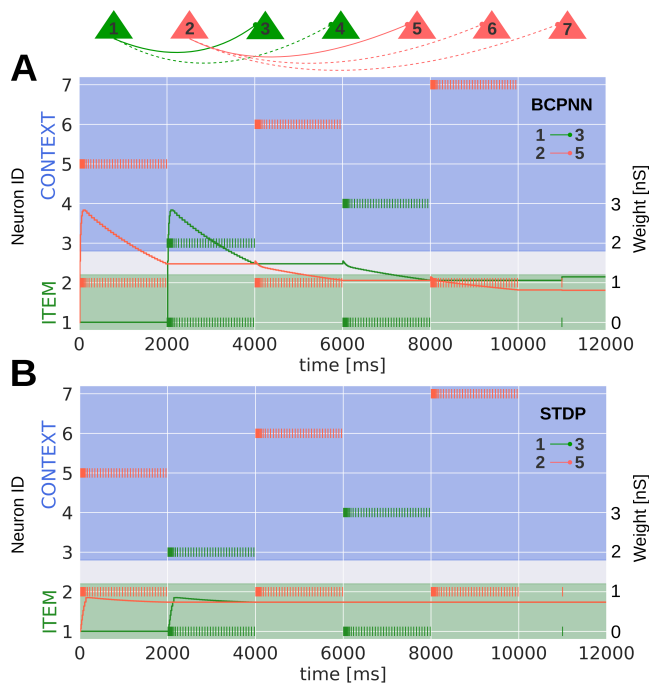 1 2 3 4 5 6 7
A
7
BCPNN
6
1 3
2 5
CONTEXT
5
Neuron ID
4 3
Weight [nS]
3 2
2 1
ITEM
1 0
0 2000 4000 6000 8000 10000 12000
time [ms]
B
7
STDP
6
1 3
2 5
CONTEXT
5
Neuron ID
4 3
Weight [nS]
3 2
2 1
ITEM
1 0
0 2000 4000 6000 8000 10000 12000
time [ms]